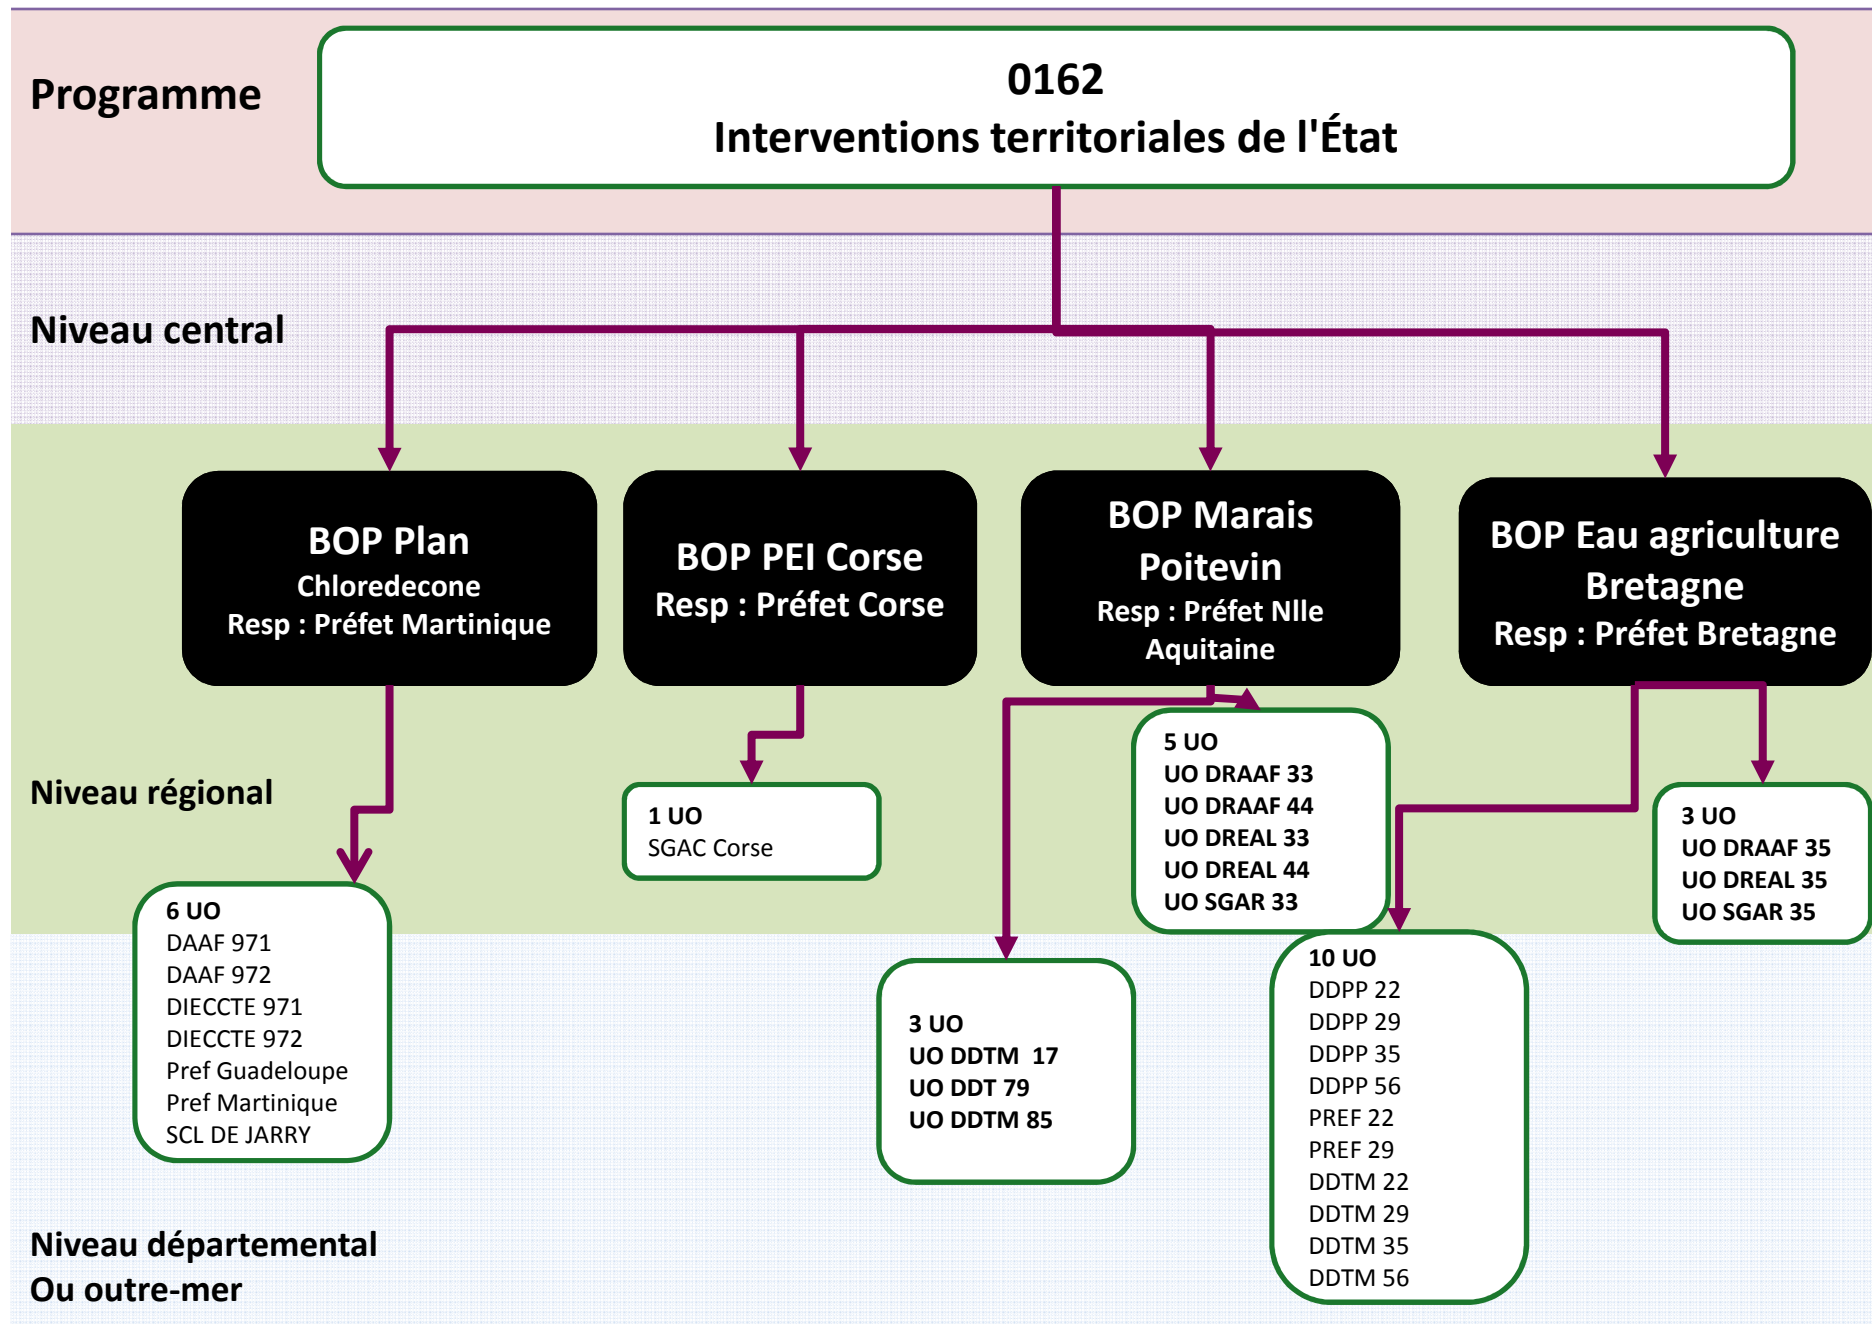 Programme
0162
Interventions territoriales de l'État
Niveau central
BOP Plan
Chloredecone
Resp : Préfet Martinique
BOP PEI Corse
Resp : Préfet Corse
BOP Marais
Poitevin
Resp : Préfet Nlle
Aquitaine
BOP Eau agriculture
Bretagne
Resp : Préfet Bretagne
Niveau régional
6 UO
DAAF 971
DAAF 972
DIECCTE 971
DIECCTE 972
Pref Guadeloupe
Pref Martinique
SCL DE JARRY
1 UO
SGAC Corse
5 UO
UO DRAAF 33
UO DRAAF 44
UO DREAL 33
UO DREAL 44
UO SGAR 33
3 UO
UO DRAAF 35
UO DREAL 35
UO SGAR 35
3 UO
UO DDTM  17
UO DDT 79
UO DDTM 85
10 UO
DDPP 22
DDPP 29
DDPP 35
DDPP 56
PREF 22
PREF 29
DDTM 22
DDTM 29
DDTM 35
DDTM 56
Niveau départemental
Ou outre-mer